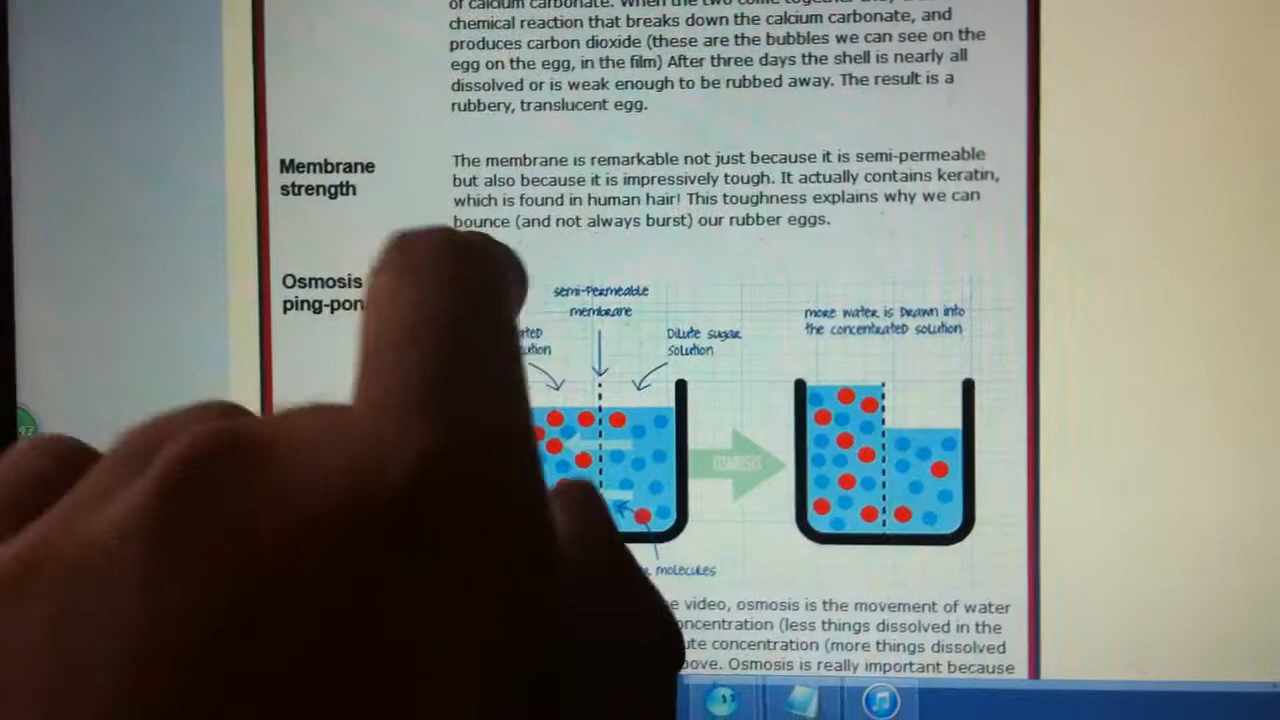 chemical reaction that breaks down the calcium carbonate, and
produces carbon dioxide (these are the bubbles we can see on the
egg on the egg, in the film) After three days the shell is nearly all
dissolved or is weak enough to be rubbed away. The result is a
rubbery, translucent egg.
Membrane
strength
The membrane is remarkable not just because it is semi-permeable
but also because it is impressively tough. It actually contains keratin,
which is found in human hair! This toughness explains why we can
bounce (and not always burst) our rubber eggs.
Osmosis
semi-permeable
membrane
Dilute sugar
solution
more water is drawn into
the concentrated solution
OSMOSIS
molecules
video, osmosis is the movement of water
(less things dissolved in the
concentration (more things dissolved
Osmosis is really important because
47